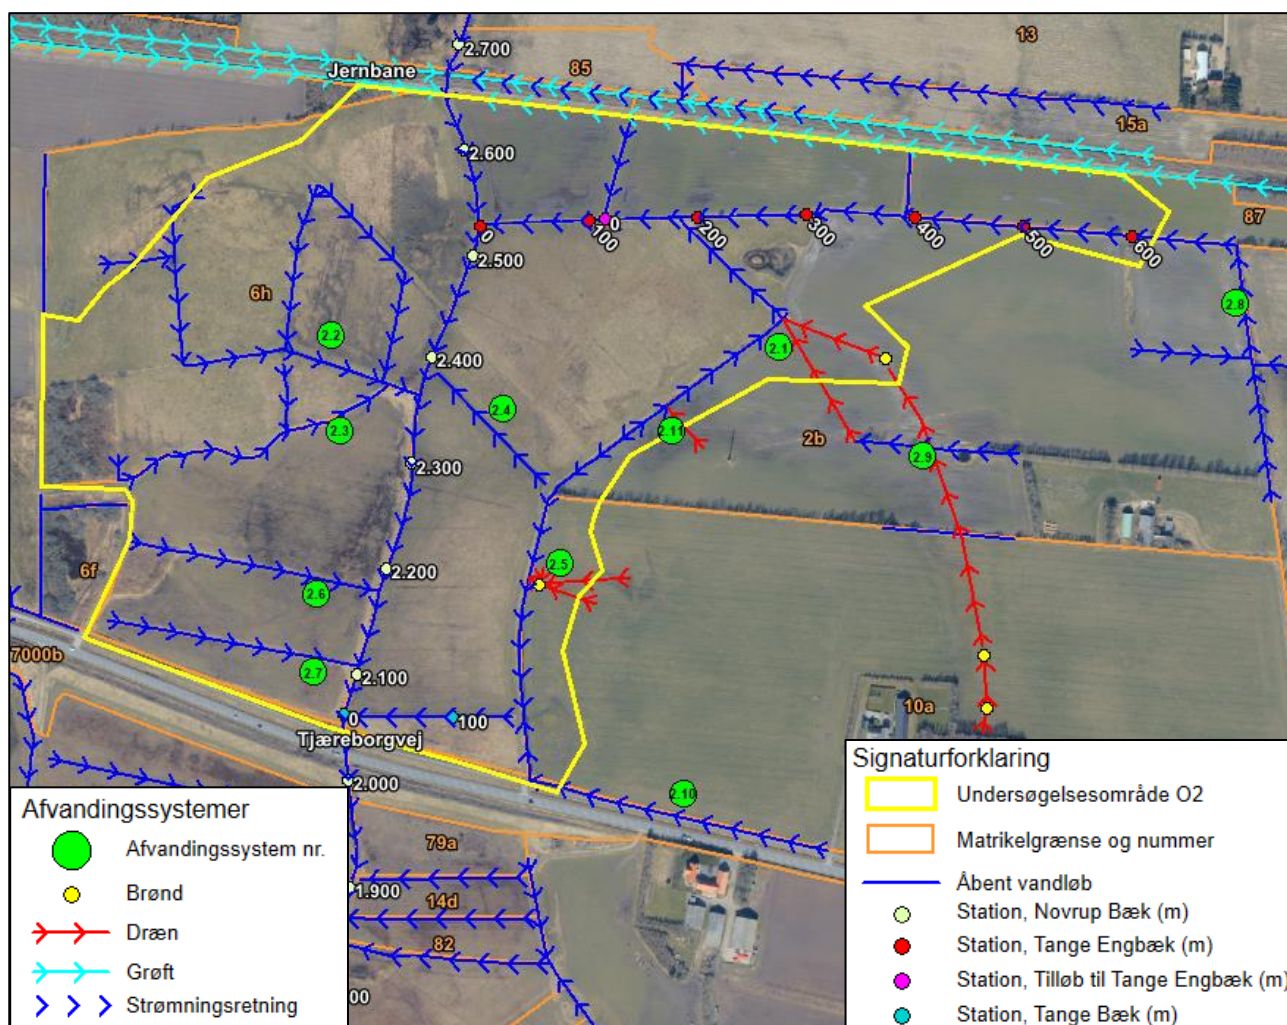 13
2.700
Jernbane
85
15a
2.600
87
0
100
0
200
300
400
500
600
2.500
6h
2.8
2.2
2.1
2.400
2.4
2.3
2.11
2b
2.9
2.300
2.5
6f
2.200
2.6
7000b
2.7
2.100
10a
0
100
Tjæreborgvej
2.000
2.10
79a
1.900
14d
82
00
Afvandingssystemer
Afvandingssystem nr.
Brønd
Dræn
Grøft
Strømningsretning
Signaturforklaring
Undersøgelsesområde O2
Matrikelgrænse og nummer
Åbent vandløb
Station, Novrup Bæk (m)
Station, Tange Engbæk (m)
Station, Tilløb til Tange Engbæk (m)
Station, Tange Bæk (m)